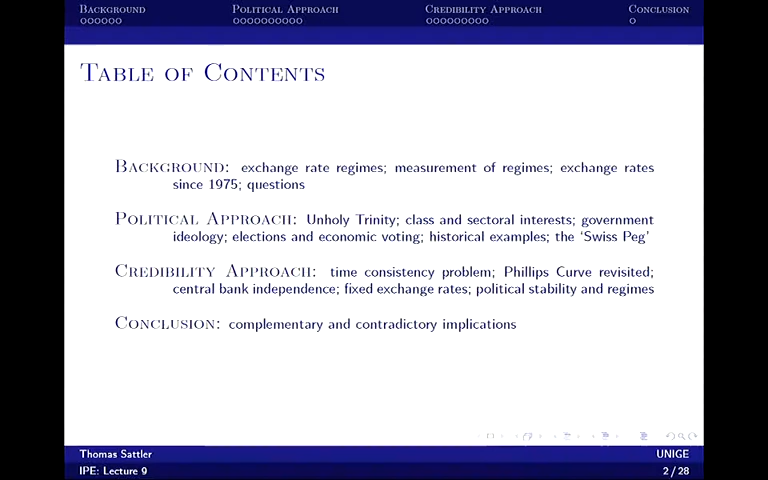 Background Political Approach Credibility Approach Conclusion
Table of Contents
Background: exchange rate regimes; measurement of regimes; exchange rates
since 1975; questions
Political Approach: Unholy Trinity; class and sectoral interests; government
ideology; elections and economic voting; historical examples; the ‘Swiss Peg’
Credibility Approach: time consistency problem; Phillips Curve revisited;
central bank independence; fixed exchange rates; political stability and regimes
Conclusion: complementary and contradictory implications
Thomas Sattler UNIGE
IPE: Lecture 9 2 / 28